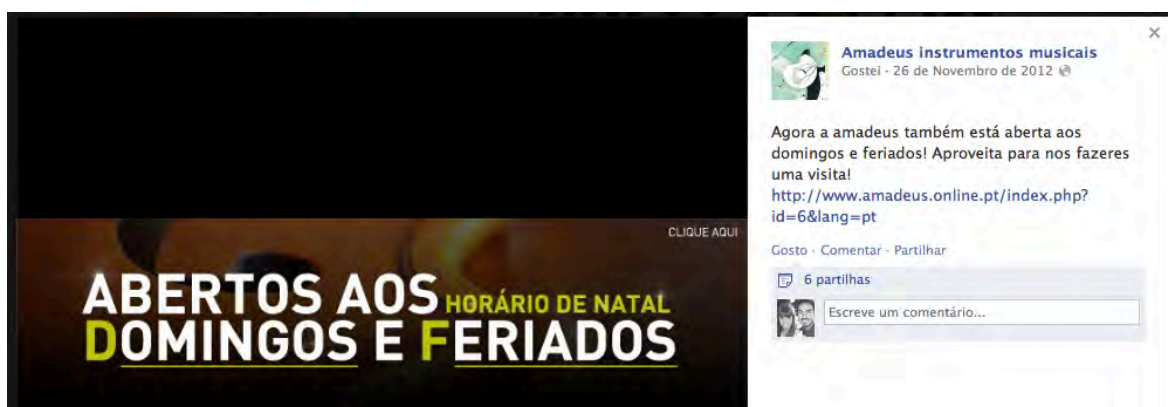 CLIQUE AQUI
ABERTOS AOS HORÁRIO DE NATAL
DOMINGOS E FERIADOS
Amadeus instrumentos musicais
Gostei · 26 de Novembro de 2012
Agora a amadeus também está aberta aos
domingos e feriados! Aproveita para nos fazeres
uma visita!
http://www.amadeus.online.pt/index.php?
id=6&lang=pt
Gosto · Comentar · Partilhar
6 partilhas
Escreve um comentário...